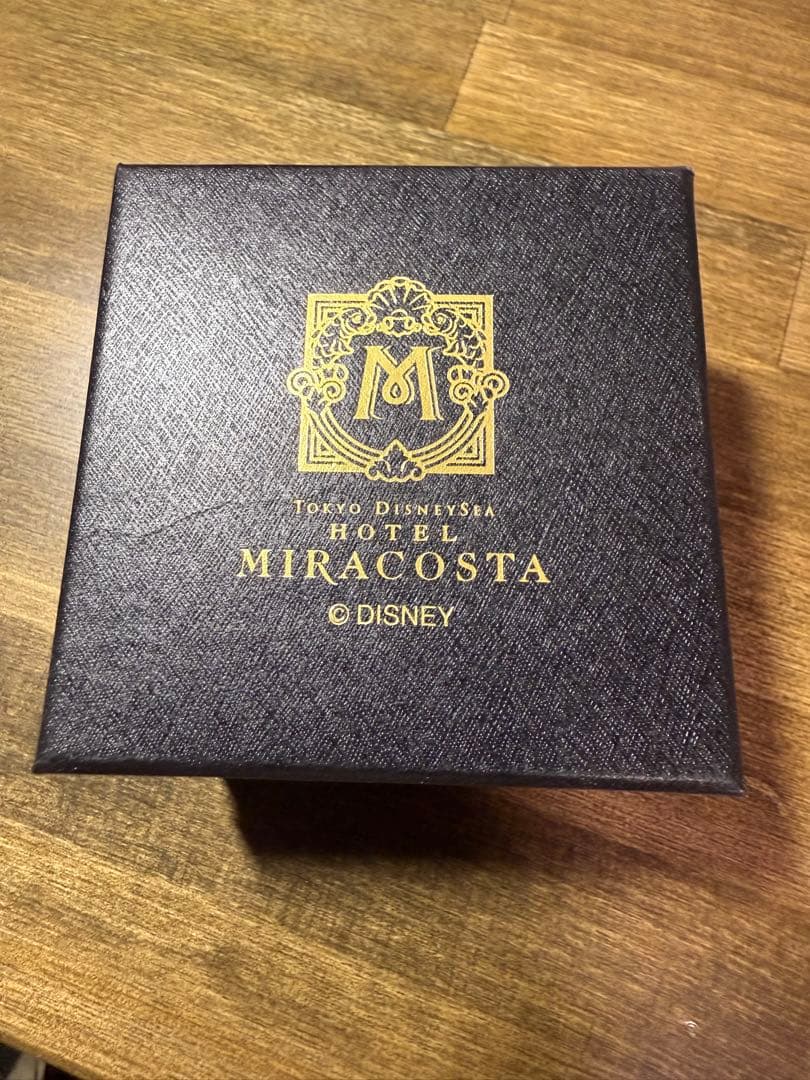 M
TOKYO DISNEYSEA
HOTEL
MIRACOSTA
© DISNEY